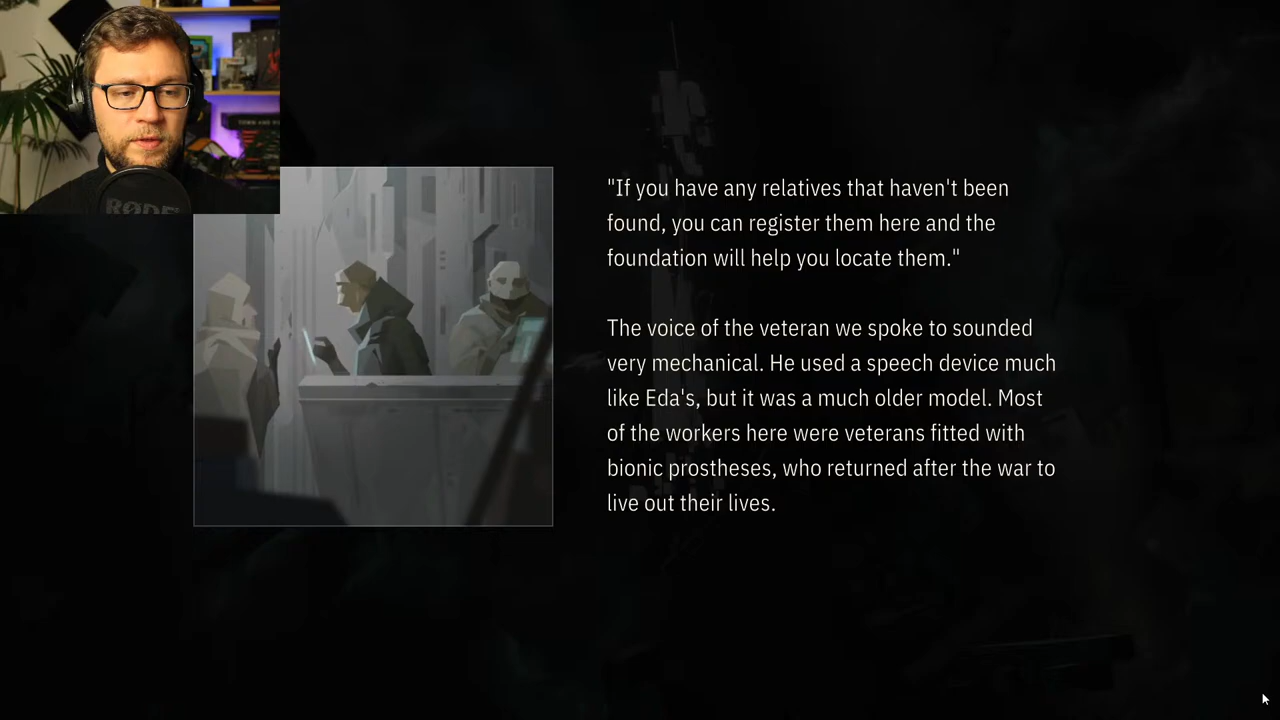 RØDE
"If you have any relatives that haven't been
found, you can register them here and the
foundation will help you locate them."
The voice of the veteran we spoke to sounded
very mechanical. He used a speech device much
like Eda's, but it was a much older model. Most
of the workers here were veterans fitted with
bionic prostheses, who returned after the war to
live out their lives.